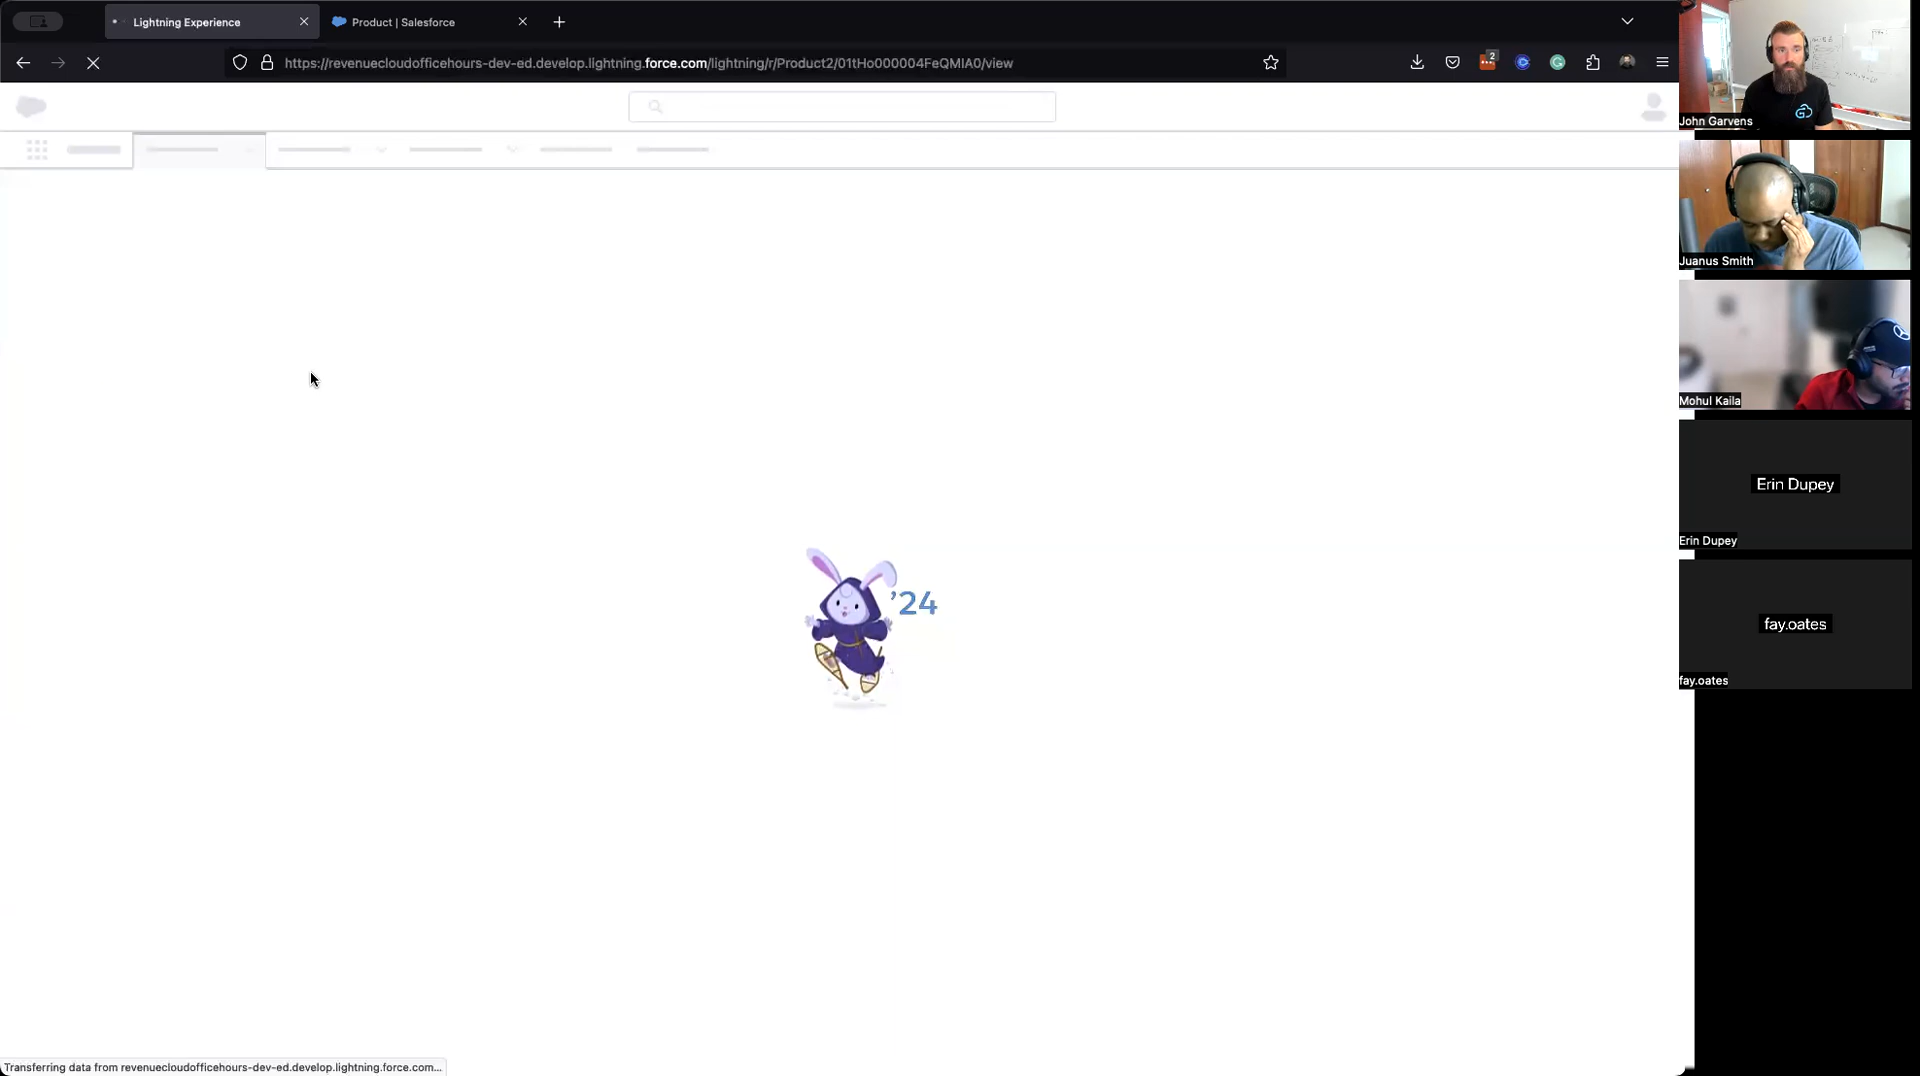 Lightning Experience
Product | Salesforce
https://revenuecloudofficehours-dev-ed.develop.lightning.force.com/lightning/r/Product2/01tHo000004FeQMIA0/view
2
John Garvens
Juanus Smith
Mohul Kaila
Erin Dupey
Erin Dupey
’24
fay.oates
fay.oates
Transferring data from revenuecloudofficehours-dev-ed.develop.lightning.force.com...